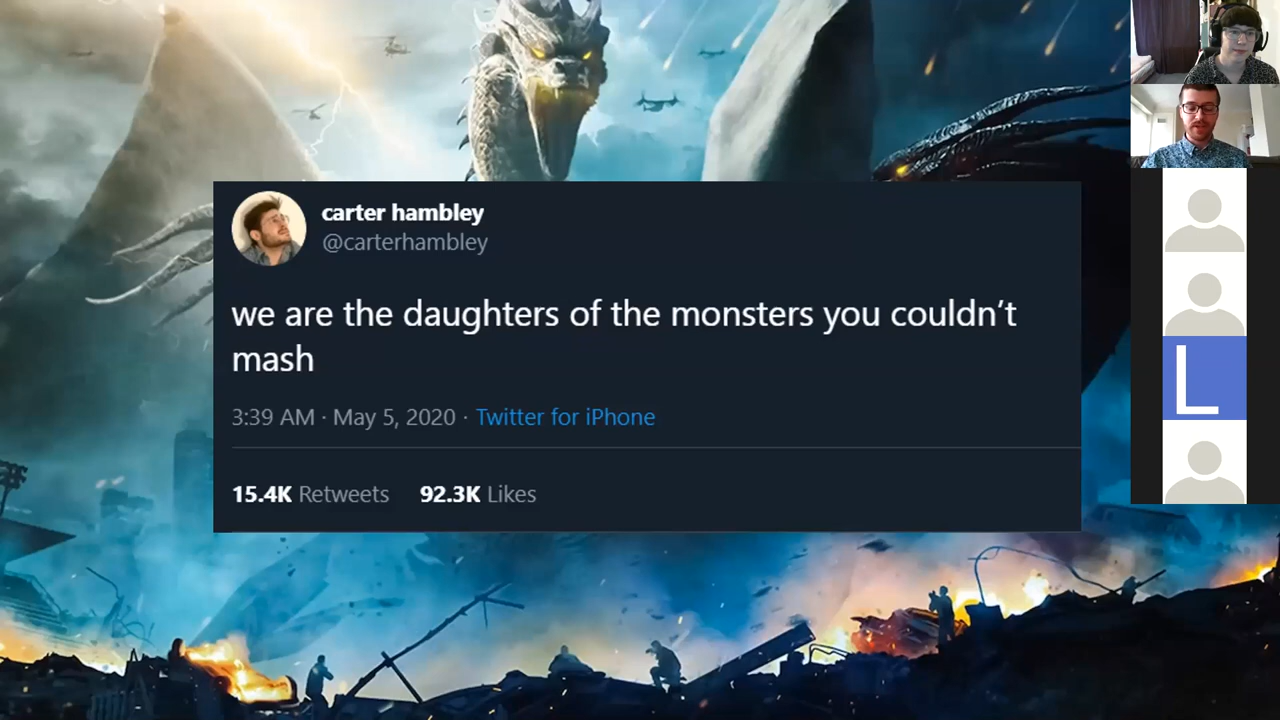 carter hambley
@carterhambley
we are the daughters of the monsters you couldn’t
mash
3:39 AM · May 5, 2020 · Twitter for iPhone
15.4K Retweets 92.3K Likes
L